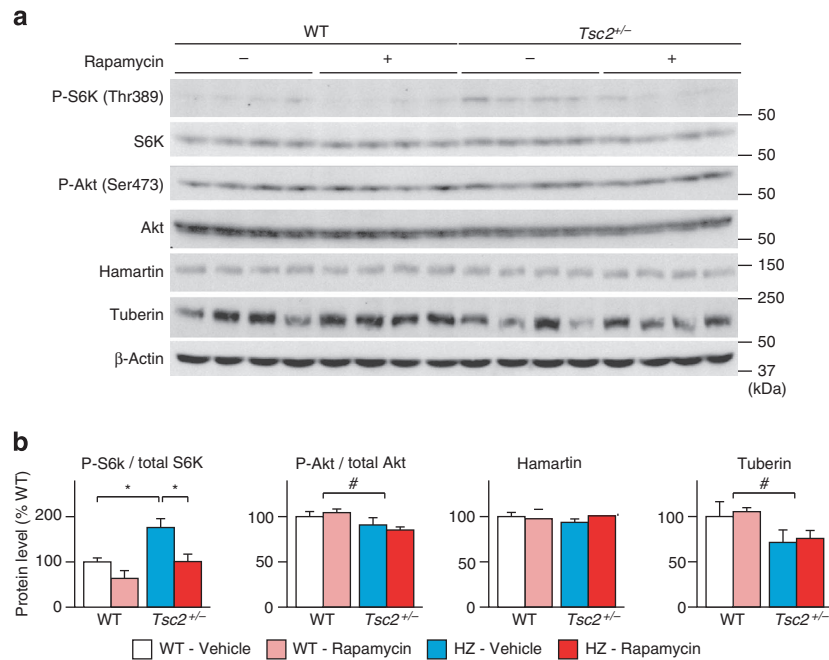 a
WT Tsc2+/−
Rapamycin − + − +
P-S6K (Thr389)
50
S6K
50
P-Akt (Ser473)
50
Akt
50
Hamartin
150
250
Tuberin
50
β-Actin
37
(kDa)
b
P-S6k / total S6K P-Akt / total Akt Hamartin Tuberin
Protein level (% WT)
200
100
0
* *
WT Tsc2+/−
100
50
0
#
WT Tsc2+/−
100
50
0
WT Tsc2+/−
100
50
0
#
WT Tsc2+/−
WT - Vehicle WT - Rapamycin HZ - Vehicle HZ - Rapamycin